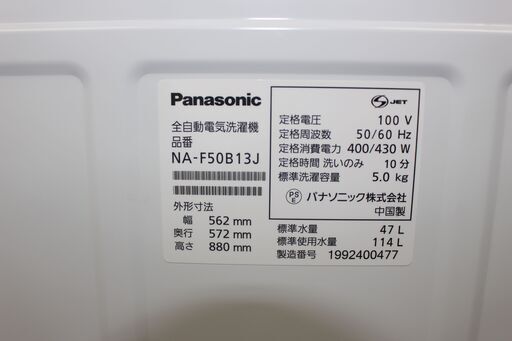 Panasonic
全自動電気洗濯機
品番
NA-F50B13J
外形寸法
幅 562 mm
奥行 572 mm
高さ 880 mm
S JET
定格電圧 100 V
定格周波数 50/60 Hz
定格消費電力 400/430 W
定格時間 洗いのみ 10分
標準洗濯容量 5.0 kg
PS E パナソニック株式会社
中国製
標準水量 47 L
標準使用水量 114 L
製造番号 1992400477